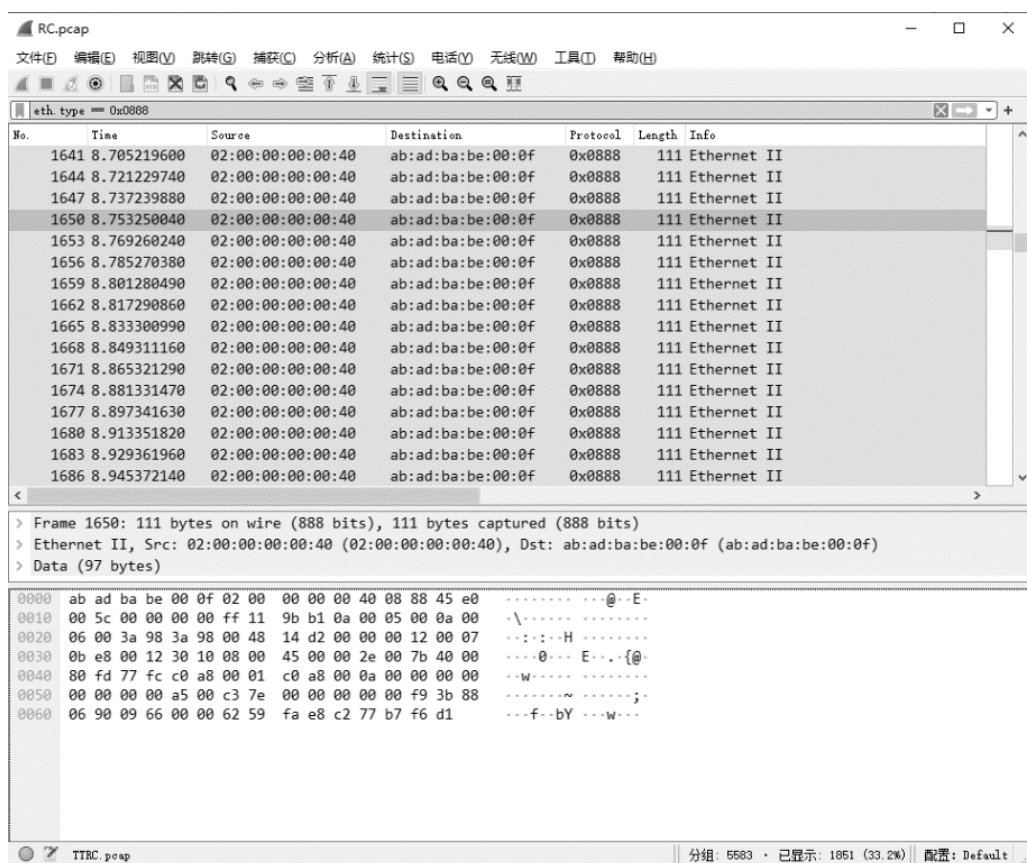 RC.pcap
文件(F) 编辑(E) 视图(V) 跳转(G) 捕获(C) 分析(A) 统计(S) 电话(Y) 无线(W) 工具(T) 帮助(H)
eth.type == 0x0888
No. Time Source Destination Protocol Length Info
1641 8.705219600 02:00:00:00:00:40 ab:ad:ba:be:00:0f 0x0888 111 Ethernet II
1644 8.721229740 02:00:00:00:00:40 ab:ad:ba:be:00:0f 0x0888 111 Ethernet II
1647 8.737239880 02:00:00:00:00:40 ab:ad:ba:be:00:0f 0x0888 111 Ethernet II
1650 8.753250040 02:00:00:00:00:40 ab:ad:ba:be:00:0f 0x0888 111 Ethernet II
1653 8.769260240 02:00:00:00:00:40 ab:ad:ba:be:00:0f 0x0888 111 Ethernet II
1656 8.785270380 02:00:00:00:00:40 ab:ad:ba:be:00:0f 0x0888 111 Ethernet II
1659 8.801280490 02:00:00:00:00:40 ab:ad:ba:be:00:0f 0x0888 111 Ethernet II
1662 8.817290860 02:00:00:00:00:40 ab:ad:ba:be:00:0f 0x0888 111 Ethernet II
1665 8.833300990 02:00:00:00:00:40 ab:ad:ba:be:00:0f 0x0888 111 Ethernet II
1668 8.849311160 02:00:00:00:00:40 ab:ad:ba:be:00:0f 0x0888 111 Ethernet II
1671 8.865321290 02:00:00:00:00:40 ab:ad:ba:be:00:0f 0x0888 111 Ethernet II
1674 8.881331470 02:00:00:00:00:40 ab:ad:ba:be:00:0f 0x0888 111 Ethernet II
1677 8.897341630 02:00:00:00:00:40 ab:ad:ba:be:00:0f 0x0888 111 Ethernet II
1680 8.913351820 02:00:00:00:00:40 ab:ad:ba:be:00:0f 0x0888 111 Ethernet II
1683 8.929361960 02:00:00:00:00:40 ab:ad:ba:be:00:0f 0x0888 111 Ethernet II
1686 8.945372140 02:00:00:00:00:40 ab:ad:ba:be:00:0f 0x0888 111 Ethernet II
> Frame 1650: 111 bytes on wire (888 bits), 111 bytes captured (888 bits)
> Ethernet II, Src: 02:00:00:00:00:40 (02:00:00:00:00:40), Dst: ab:ad:ba:be:00:0f (ab:ad:ba:be:00:0f)
> Data (97 bytes)
0000 ab ad ba be 00 0f 02 00 00 00 00 40 08 88 45 e0 ········ ···@··E·
0010 00 5c 00 00 00 00 ff 11 9b b1 0a 00 05 00 0a 00 ·\······ ········
0020 06 00 3a 98 3a 98 00 48 14 d2 00 00 00 12 00 07 ··:·:··H ········
0030 0b e8 00 12 30 10 08 00 45 00 00 2e 00 7b 40 00 ····0··· E··.·{@·
0040 80 fd 77 fc c0 a8 00 01 c0 a8 00 0a 00 00 00 00 ··w····· ········
0050 00 00 00 00 a5 00 c3 7e 00 00 00 00 00 f9 3b 88 ·······~ ······;·
0060 06 90 09 66 00 00 62 59 fa e8 c2 77 b7 f6 d1 ···f··bY ···w···
TTRC.pcap 分组: 5583 · 已显示: 1851 (33.2%) 配置: Default